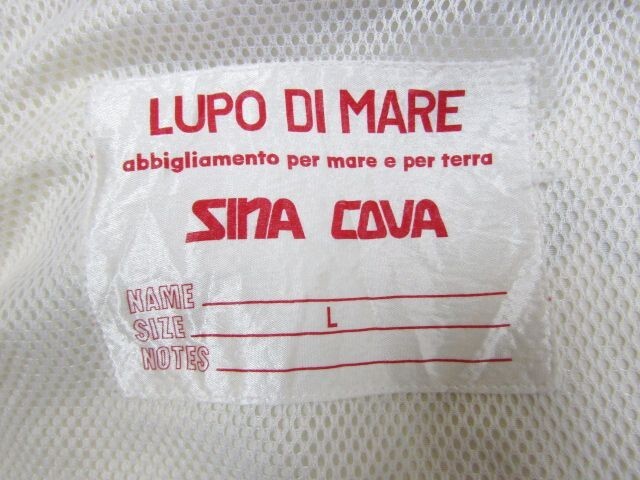 LUPO DI MARE
abbigliamento per mare e per terra
SINA COVA
NAME
SIZE L
NOTES